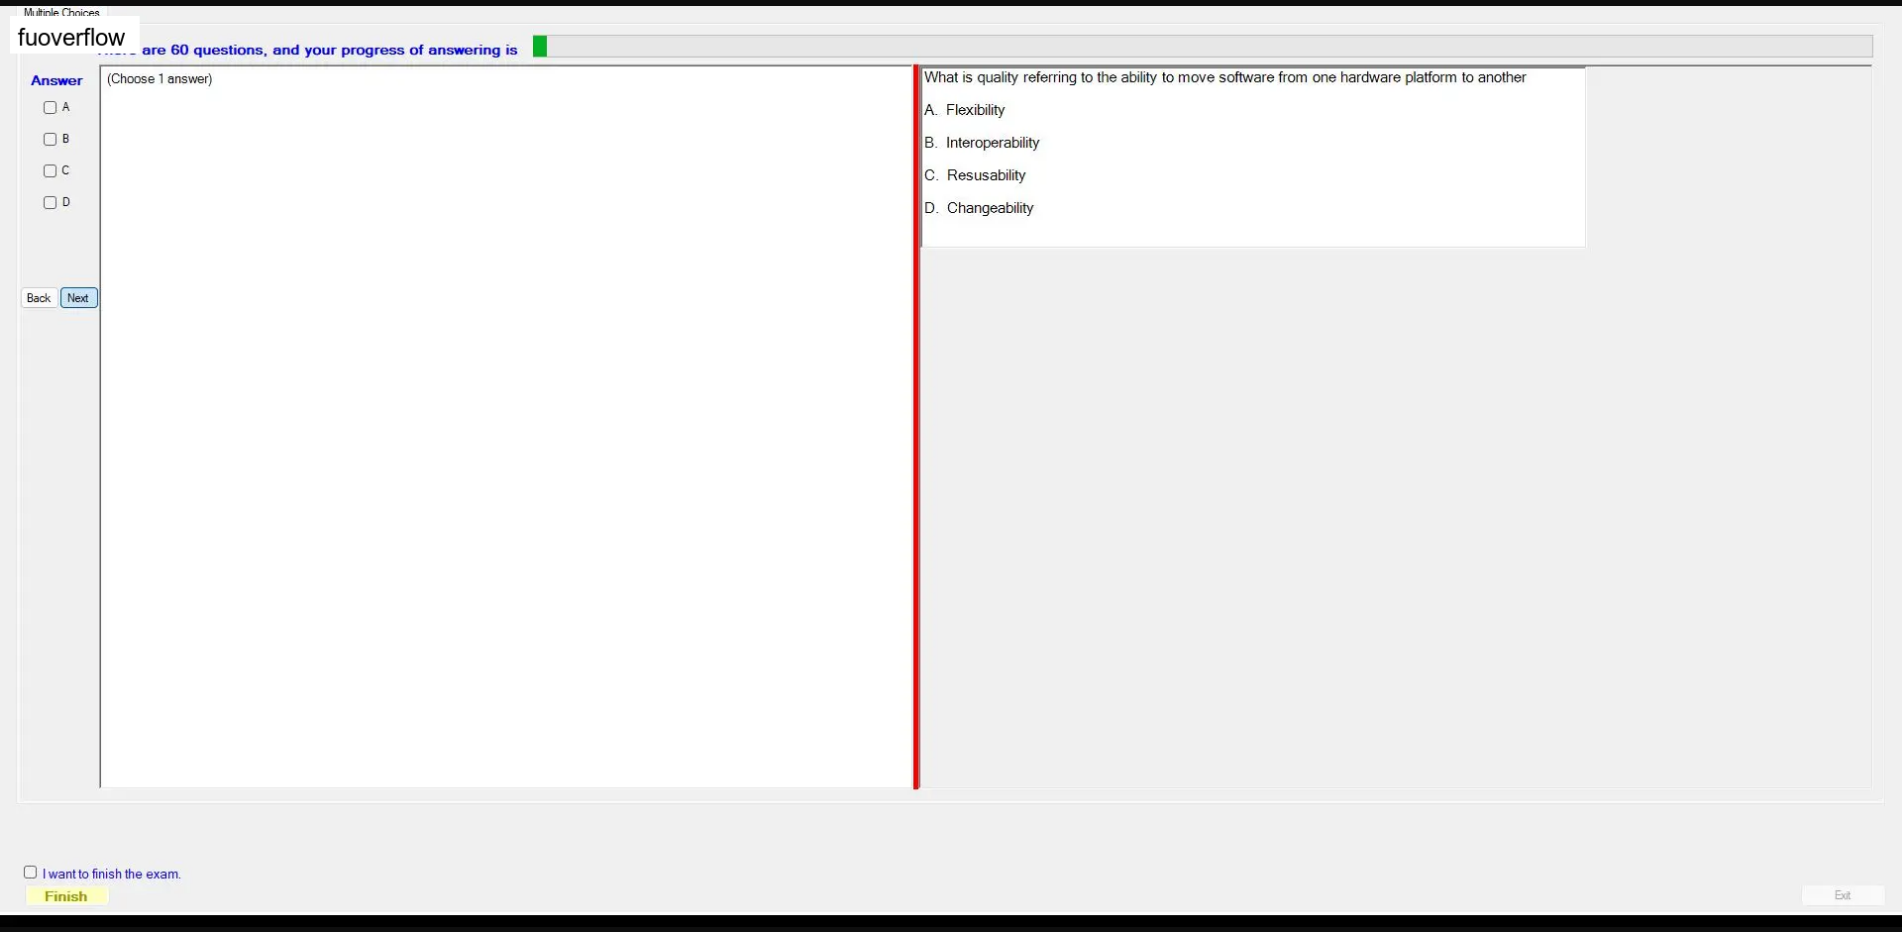 Multiple Choices
fuoverflow
are 60 questions, and your progress of answering is
Answer
A
B
C
D
Back Next
(Choose 1 answer)
What is quality referring to the ability to move software from one hardware platform to another
A. Flexibility
B. Interoperability
C. Resusability
D. Changeability
I want to finish the exam.
Finish
Exit